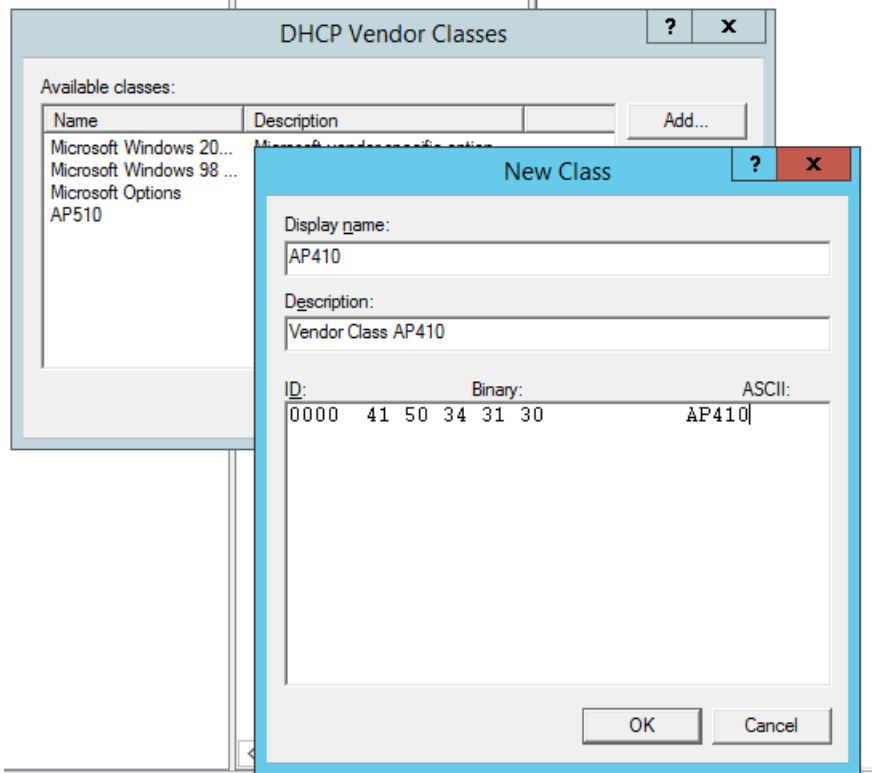 DHCP Vendor Classes
? x
Available classes:
Name Description
Add...
Microsoft Windows 20...
Microsoft Windows 98 ...
Microsoft Options
AP510
New Class
? x
Display name:
AP410
Description:
Vendor Class AP410
ID: Binary: ASCII:
0000 41 50 34 31 30 AP410
OK Cancel